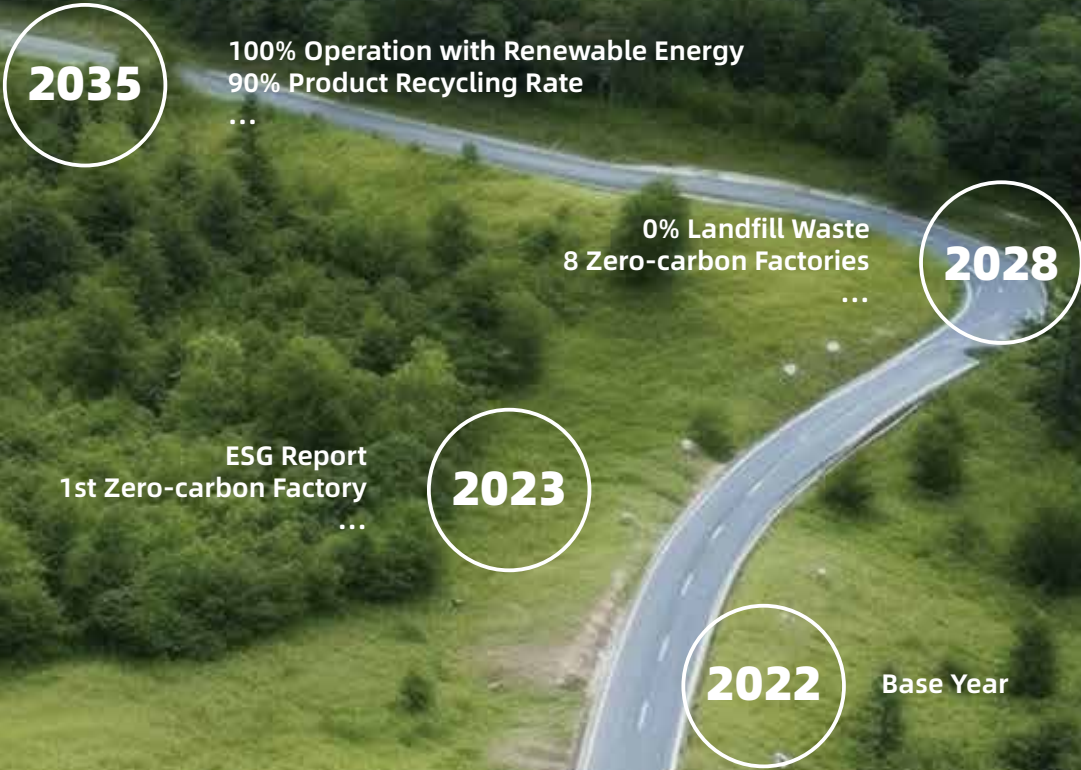 2035
100% Operation with Renewable Energy
90% Product Recycling Rate
...
0% Landfill Waste
8 Zero-carbon Factories
...
2028
ESG Report
1st Zero-carbon Factory
...
2023
2022
Base Year